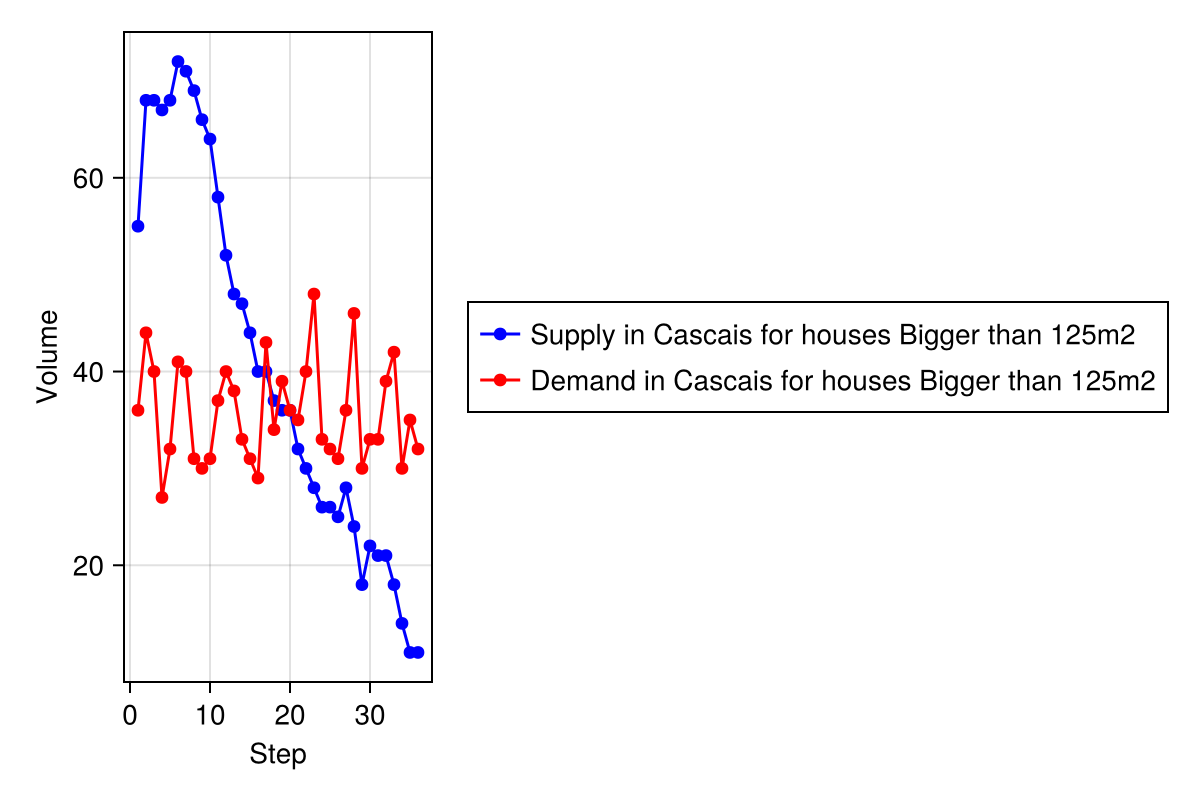 Volume
60
40
20
0 10 20 30
Step
Supply in Cascais for houses Bigger than 125m2
Demand in Cascais for houses Bigger than 125m2